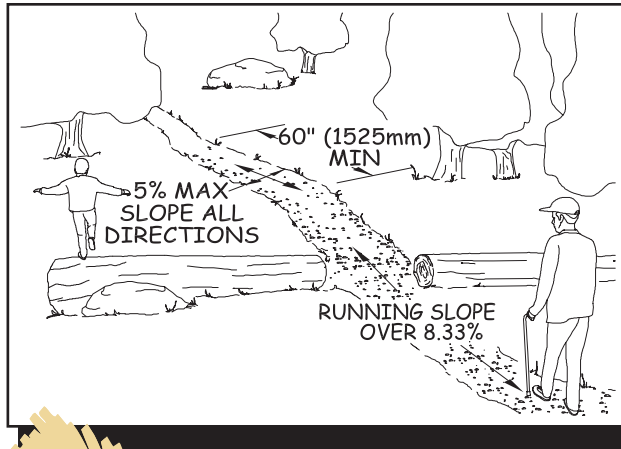 60" (1525mm)
MIN
5% MAX
SLOPE ALL
DIRECTIONS
RUNNING SLOPE
OVER 8.33%